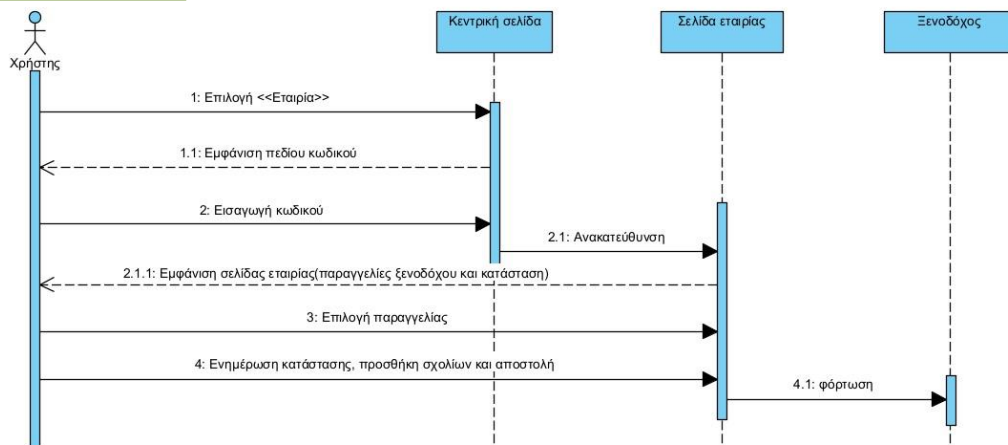 Κεντρική σελίδα
Σελίδα εταιρίας
Ξενοδόχος
Χρήστης
1: Επιλογή <<Εταιρία>>
1.1: Εμφάνιση πεδίου κωδικού
2: Εισαγωγή κωδικού
2.1: Ανακατεύθυνση
2.1.1: Εμφάνιση σελίδας εταιρίας(παραγγελίες ξενοδόχου και κατάσταση)
3: Επιλογή παραγγελίας
4: Ενημέρωση κατάστασης, προσθήκη σχολίων και αποστολή
4.1: φόρτωση